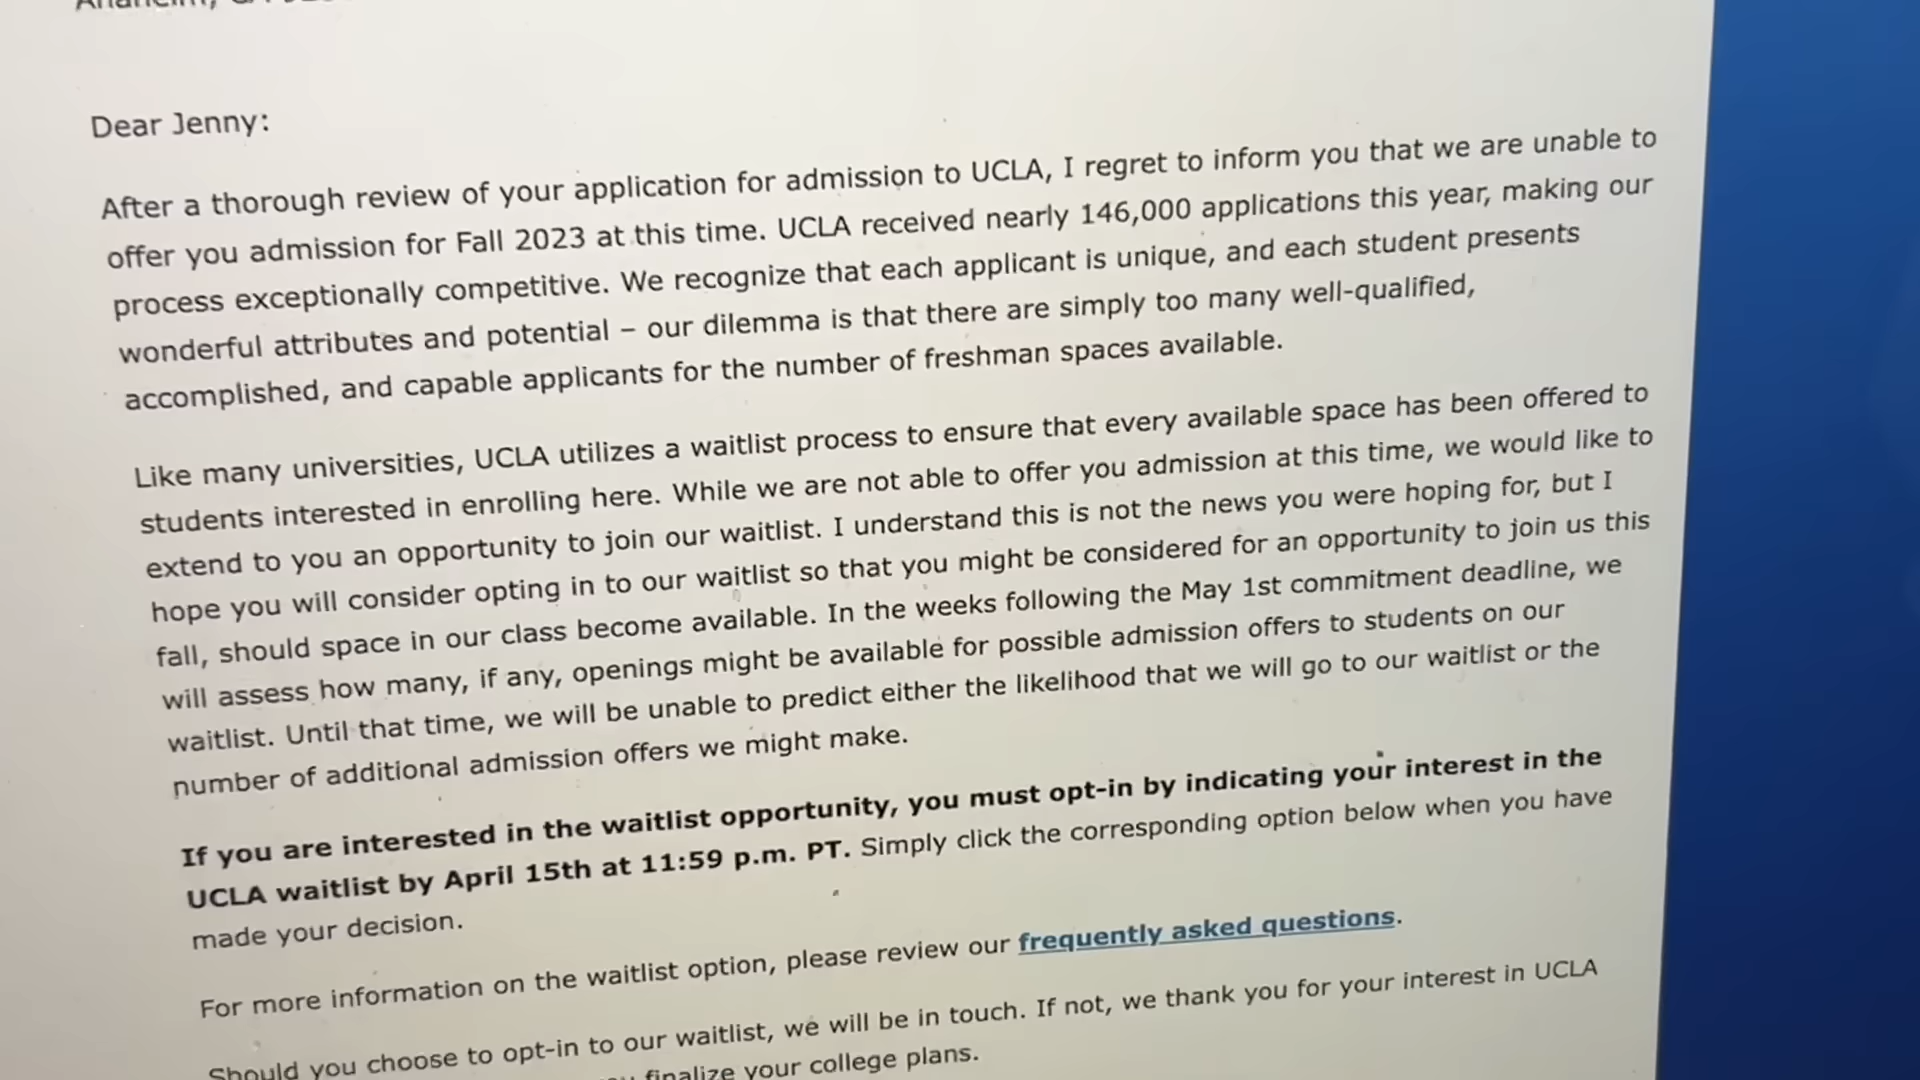 Anaheim, CA
Dear Jenny:
After a thorough review of your application for admission to UCLA, I regret to inform you that we are unable to
offer you admission for Fall 2023 at this time. UCLA received nearly 146,000 applications this year, making our
process exceptionally competitive. We recognize that each applicant is unique, and each student presents
wonderful attributes and potential – our dilemma is that there are simply too many well-qualified,
accomplished, and capable applicants for the number of freshman spaces available.
Like many universities, UCLA utilizes a waitlist process to ensure that every available space has been offered to
students interested in enrolling here. While we are not able to offer you admission at this time, we would like to
extend to you an opportunity to join our waitlist. I understand this is not the news you were hoping for, but I
hope you will consider opting in to our waitlist so that you might be considered for an opportunity to join us this
fall, should space in our class become available. In the weeks following the May 1st commitment deadline, we
will assess how many, if any, openings might be available for possible admission offers to students on our
waitlist. Until that time, we will be unable to predict either the likelihood that we will go to our waitlist or the
number of additional admission offers we might make.
If you are interested in the waitlist opportunity, you must opt-in by indicating your interest in the
UCLA waitlist by April 15th at 11:59 p.m. PT. Simply click the corresponding option below when you have
made your decision.
For more information on the waitlist option, please review our frequently asked questions.
Should you choose to opt-in to our waitlist, we will be in touch. If not, we thank you for your interest in UCLA
finalize your college plans.